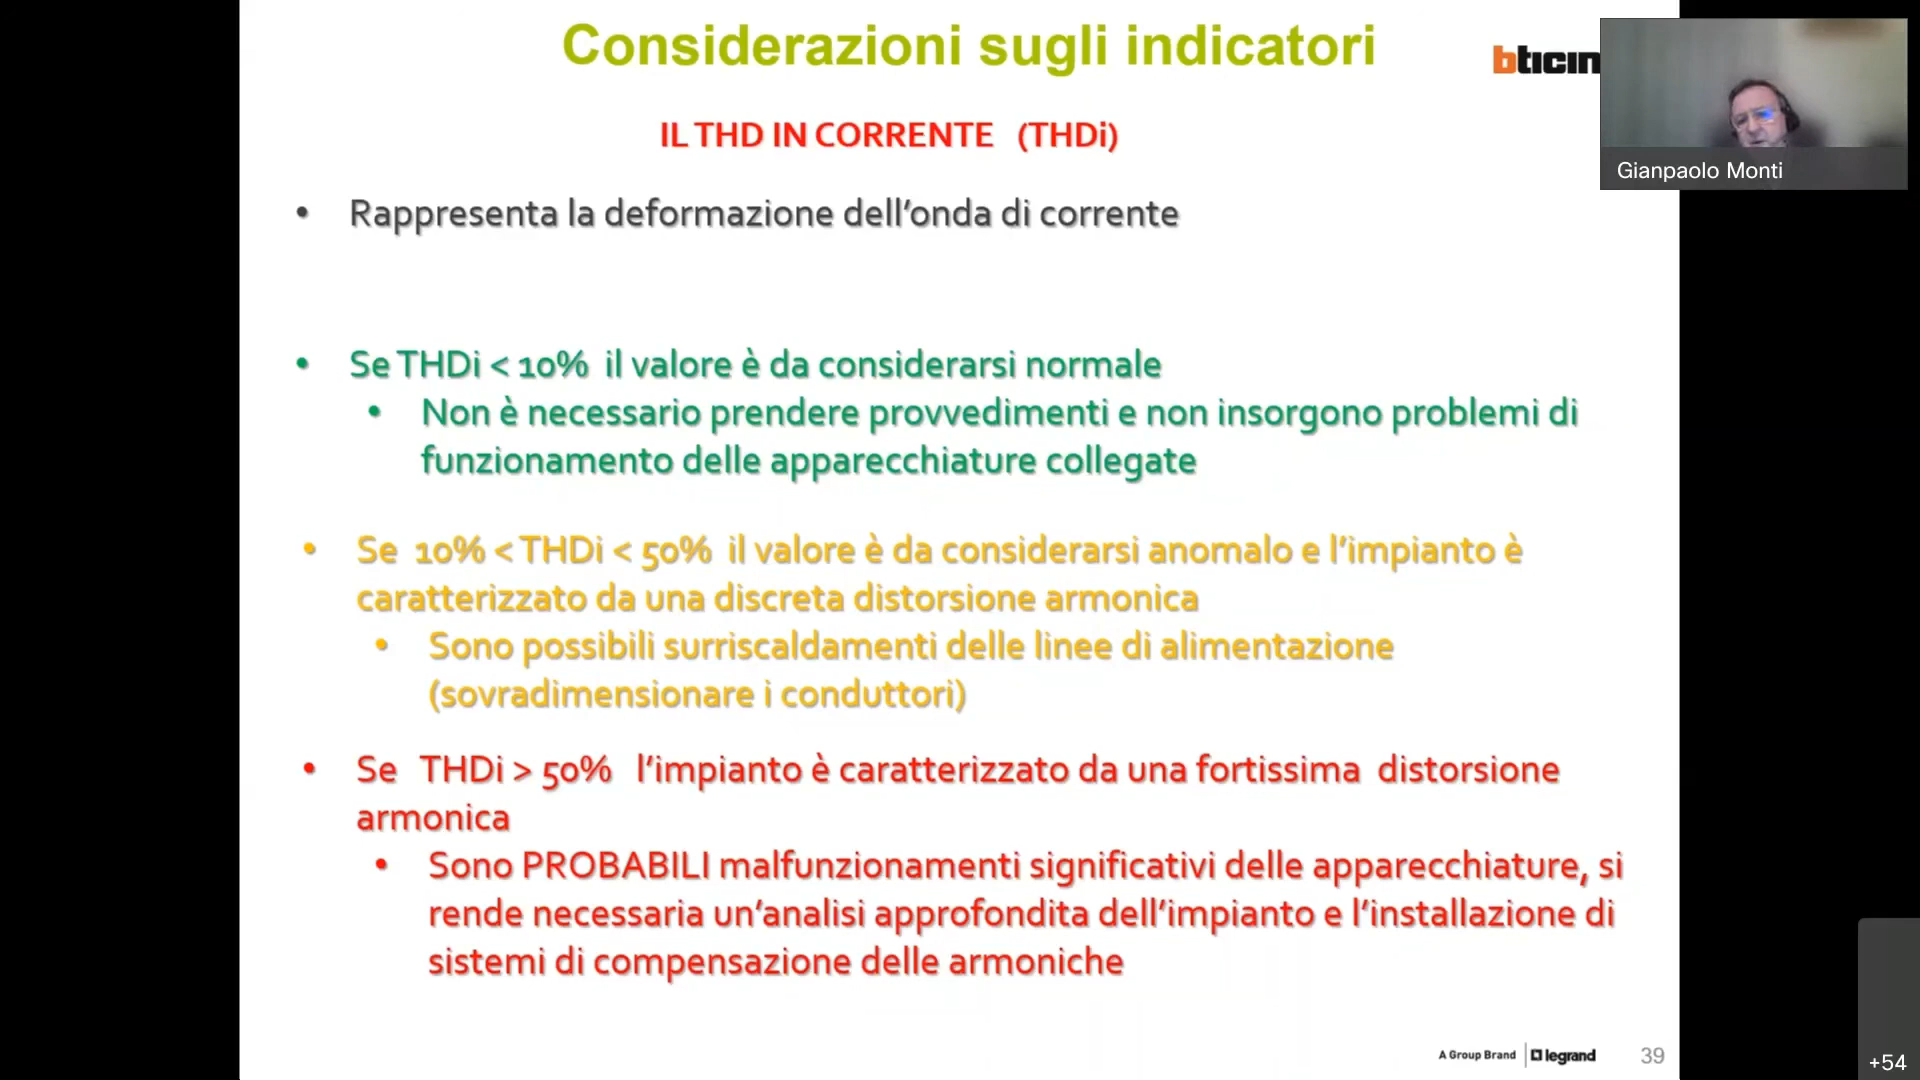 Considerazioni sugli indicatori
bticin
IL THD IN CORRENTE (THDi)
Gianpaolo Monti
• Rappresenta la deformazione dell'onda di corrente
• Se THDi < 10% il valore è da considerarsi normale
• Non è necessario prendere provvedimenti e non insorgono problemi di
funzionamento delle apparecchiature collegate
• Se 10% < THDi < 50% il valore è da considerarsi anomalo e l'impianto è
caratterizzato da una discreta distorsione armonica
• Sono possibili surriscaldamenti delle linee di alimentazione
(sovradimensionare i conduttori)
• Se THDi > 50% l'impianto è caratterizzato da una fortissima distorsione
armonica
• Sono PROBABILI malfunzionamenti significativi delle apparecchiature, si
rende necessaria un'analisi approfondita dell'impianto e l'installazione di
sistemi di compensazione delle armoniche
A Group Brand legrand
39
+54